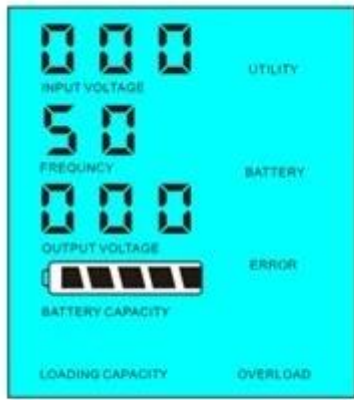 000
INPUT VOLTAGE
UTILITY
50
FREQUNCY
BATTERY
000
OUTPUT VOLTAGE
ERROR
BATTERY CAPACITY
LOADING CAPACITY
OVERLOAD